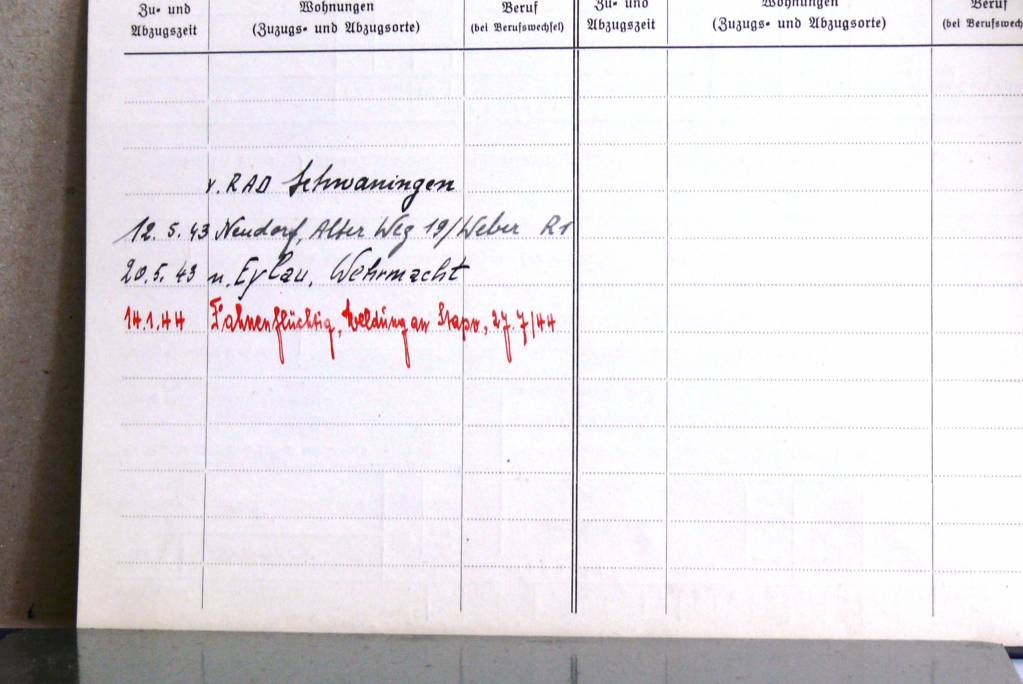 Zu- und Wohnungen Beruf Zu- und Wohnungen Beruf
Abzugszeit (Zuzugs- und Abzugsorte) (bei Berufswechsel) Abzugszeit (Zuzugs- und Abzugsorte) (bei Berufswechs
v. RAD Schwaningen
12. 5. 43 Neudorf, Alter Weg 19/Weber
20.5. 43 n. Eylau, Wehrmacht
14.1.44 Fahnenflüchtig, Meldung an Stapo, 27.7/44